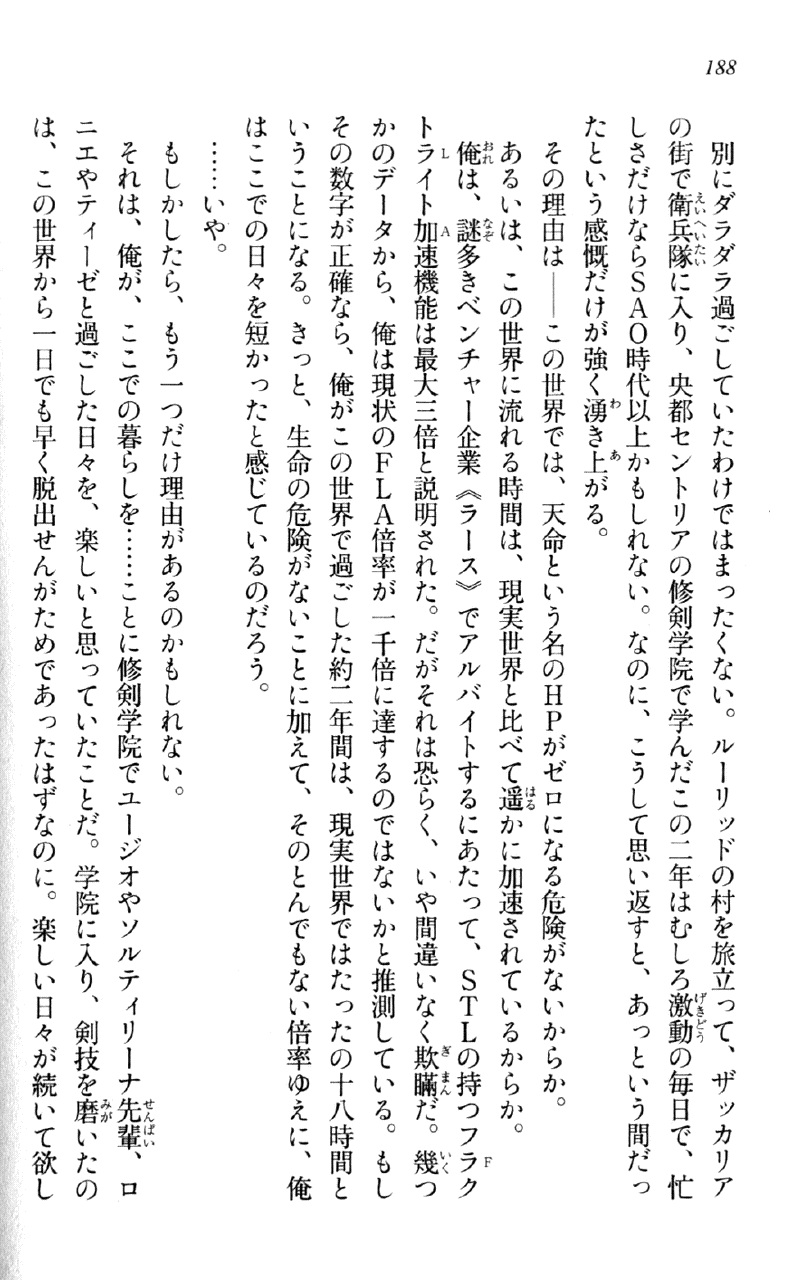 188
別にダラダラ過ごしていたわけではまったくない。ルーリッドの村を旅立って、ザッカリア
の街で衛兵隊に入り、央都セントリアの修剣学院で学んだこの二年はむしろ激動の毎日で、忙
しさだけならSAO時代以上かもしれない。なのに、こうして思い返すと、あっという間だっ
たという感慨だけが強く湧き上がる。
その理由は――この世界では、天命という名のHPがゼロになる危険がないからか。
あるいは、この世界に流れる時間は、現実世界と比べて遥かに加速されているからか。
俺は、謎多きベンチャー企業《ラース》でアルバイトするにあたって、STLの持つフラク
トライト加速機能は最大三倍と説明された。だがそれは恐らく、いや間違いなく欺瞞だ。幾つ
かのデータから、俺は現状のFLA倍率が一千倍に達するのではないかと推測している。もし
その数字が正確なら、俺がこの世界で過ごした約二年間は、現実世界ではたったの十八時間と
いうことになる。きっと、生命の危険がないことに加えて、そのとんでもない倍率ゆえに、俺
はここでの日々を短かったと感じているのだろう。
……いや。
もしかしたら、もう一つだけ理由があるのかもしれない。
それは、俺が、ここでの暮らしを……ことに修剣学院でユージオやソルティリーナ先輩、ロ
ニエやティーゼと過ごした日々を、楽しいと思っていたことだ。学院に入り、剣技を磨いたの
は、この世界から一日でも早く脱出せんがためであったはずなのに。楽しい日々が続いて欲し